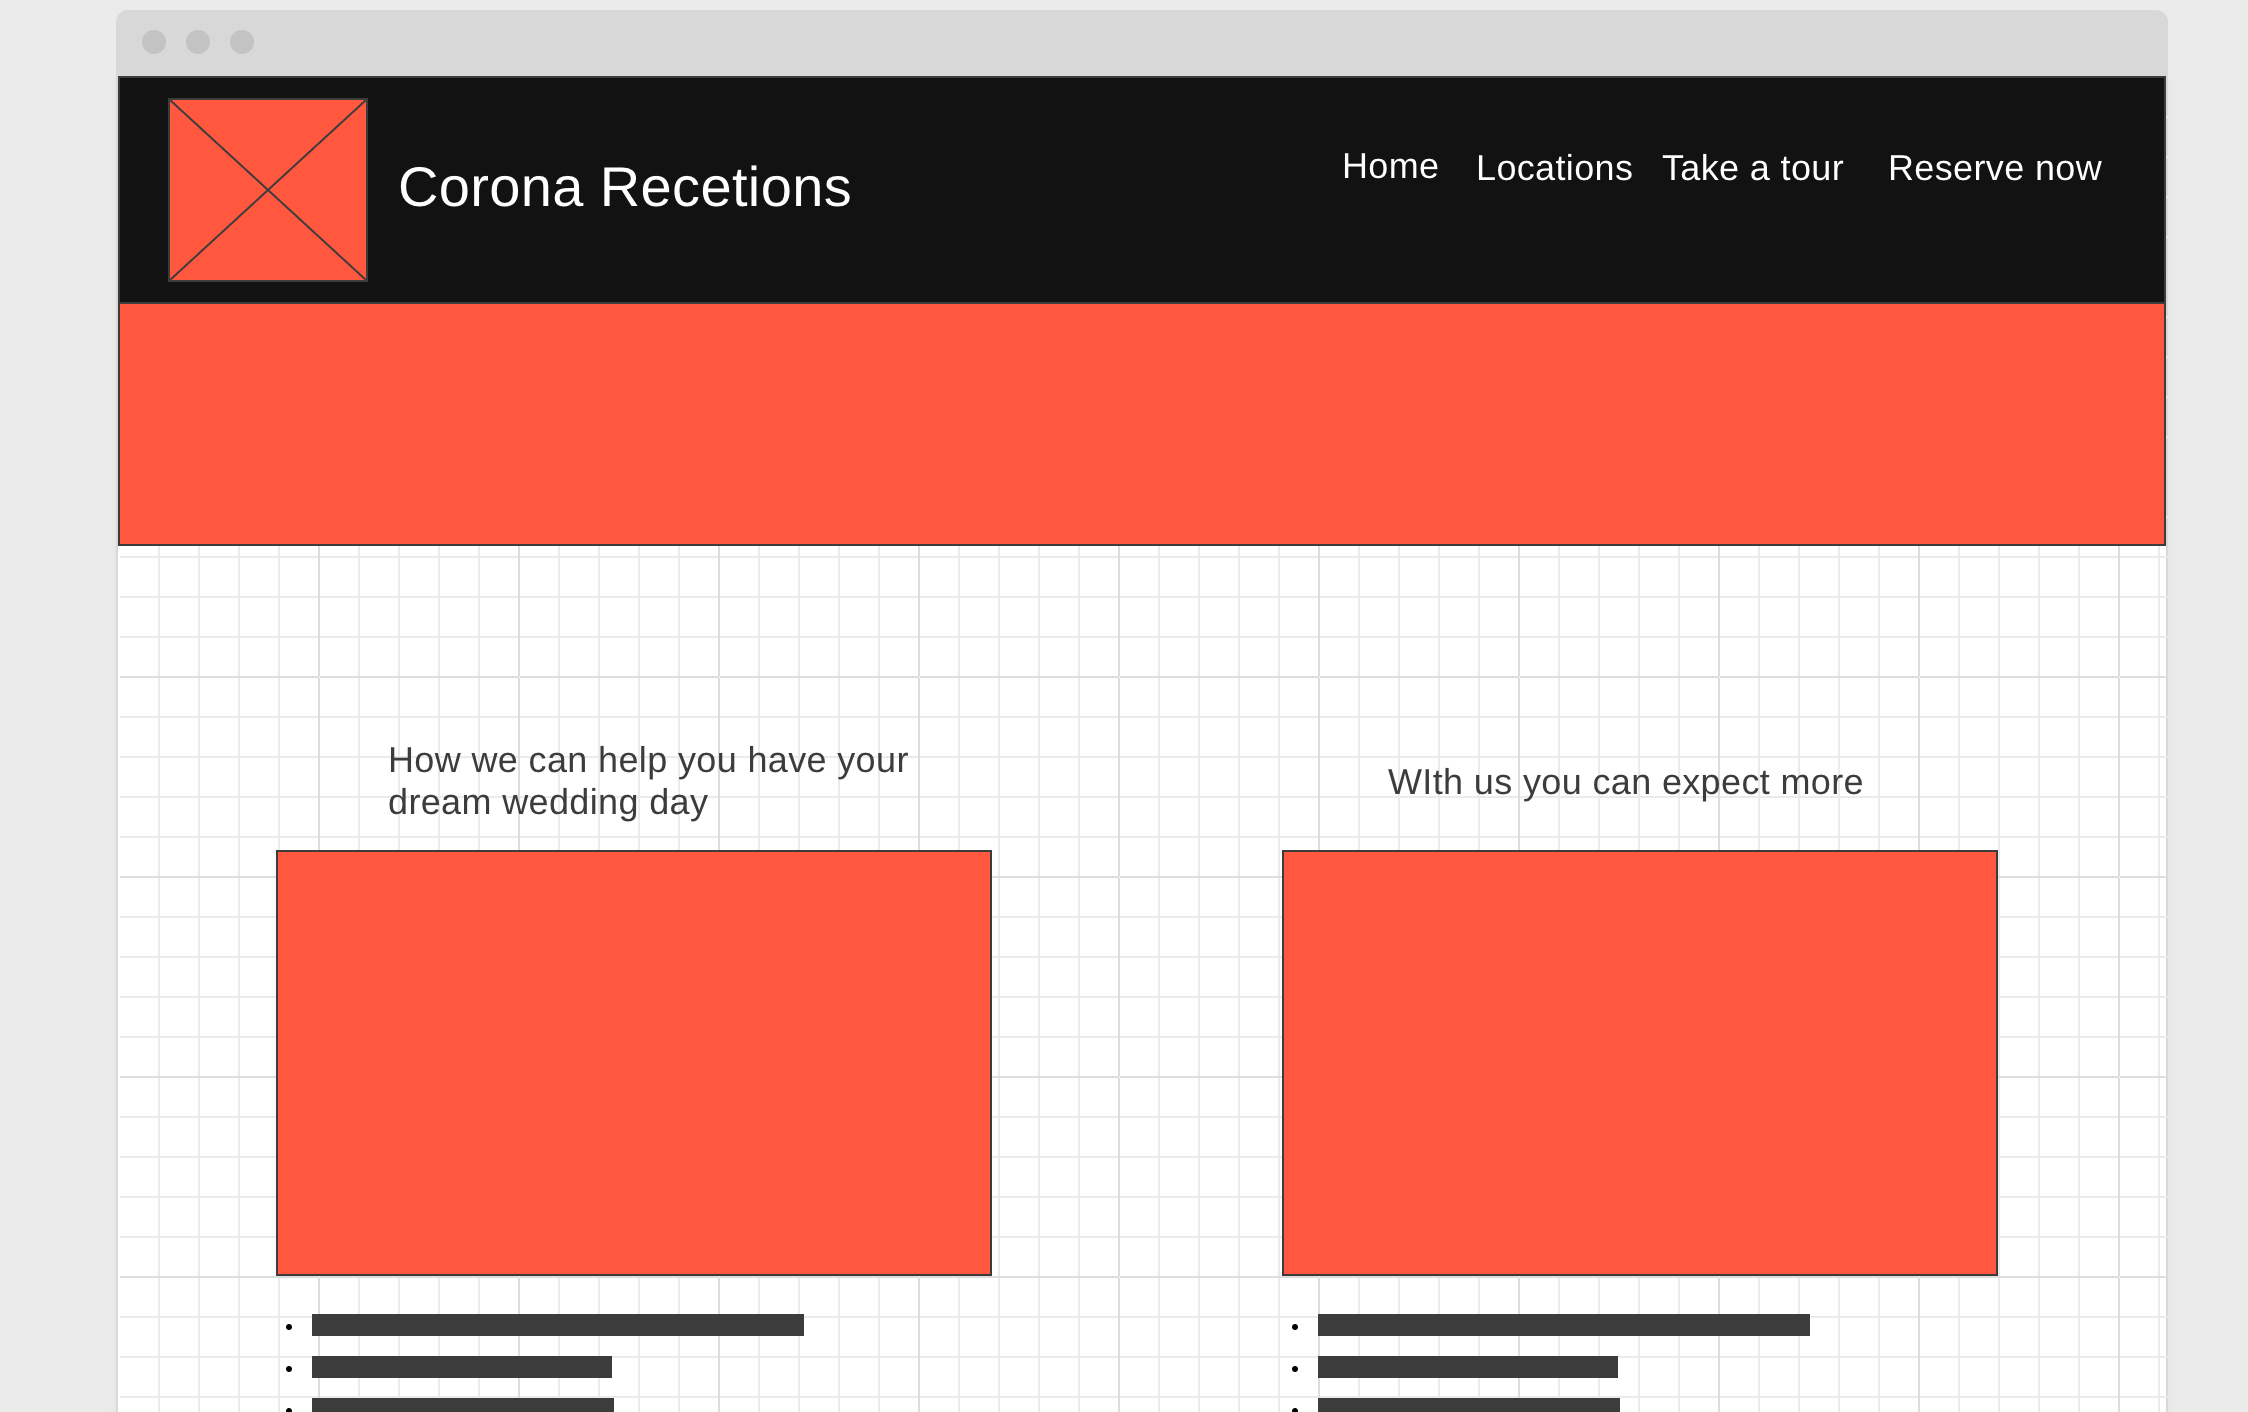 Corona Recetions
Home Locations Take a tour Reserve now
How we can help you have your
dream wedding day
WIth us you can expect more